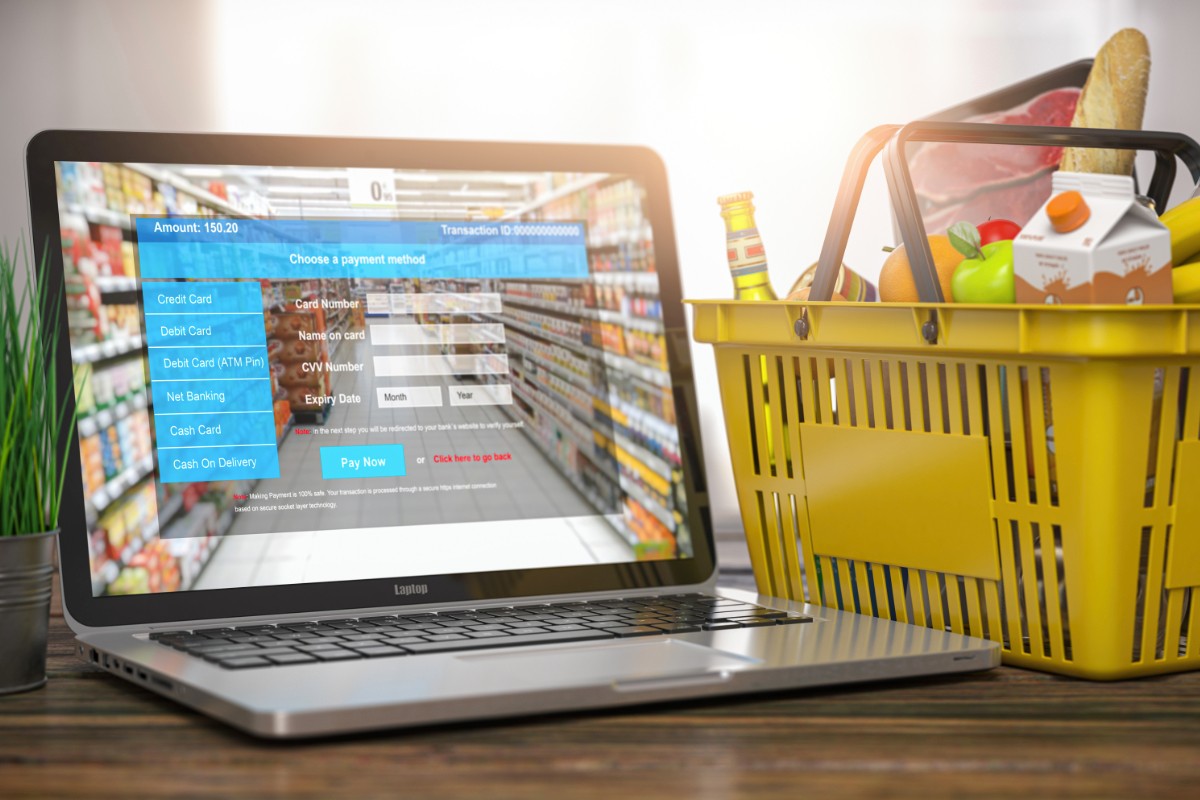 0
Amount: 150.20
Transaction ID:000000000000
Choose a payment method
Credit Card
Debit Card
Debit Card (ATM Pin)
Net Banking
Cash Card
Cash On Delivery
Card Number
Name on card
CVV Number
Expiry Date
Month
Year
Note: in the next step you will be redirected to your bank's website to verify yourself.
Pay Now
or
Click here to go back
Note: Making Payment is 100% safe. Your transaction is processed through a secure https internet connection
based on secure socket layer technology.
Laptop